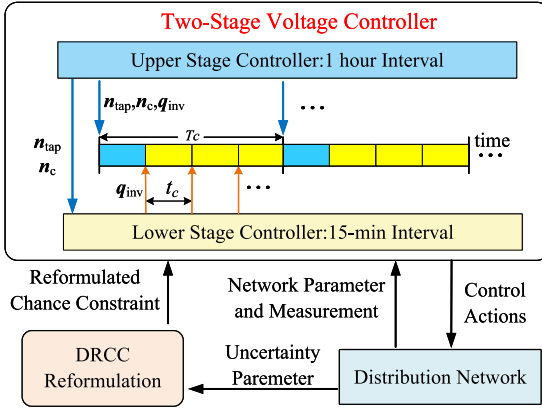 Two-Stage Voltage Controller
Upper Stage Controller:1 hour Interval
n_tap,n_c,q_inv
...
n_tap
n_c
Tc
time
...
q_inv
t_c
...
Lower Stage Controller:15-min Interval
Reformulated
Chance Constraint
Network Parameter
and Measurement
Control
Actions
DRCC
Reformulation
Uncertainty
Paremeter
Distribution Network